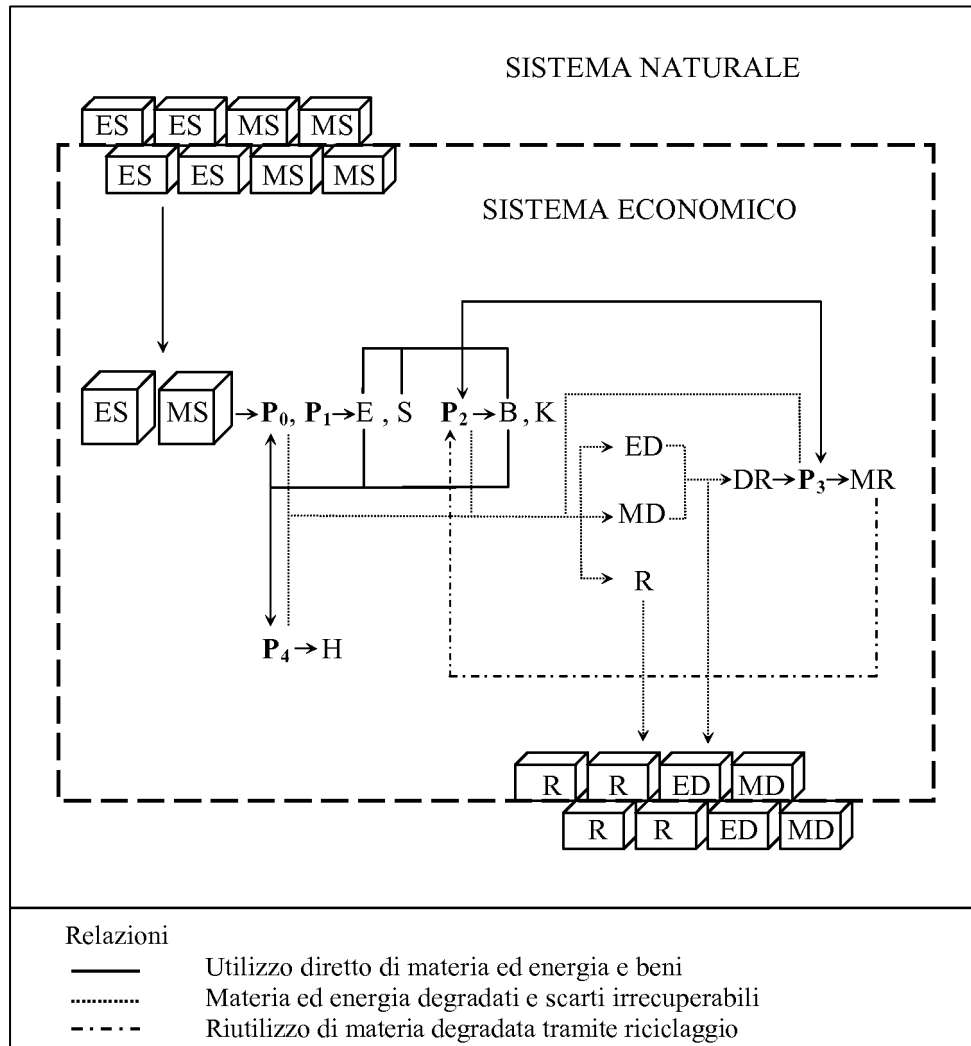 SISTEMA NATURALE
ES ES MS MS
ES ES MS MS
SISTEMA ECONOMICO
ES MS P0, P1 E , S P2 B , K
ED
DR P3 MR
MD
R
P4 H
R R ED MD
R R ED MD
Relazioni
Utilizzo diretto di materia ed energia e beni
Materia ed energia degradati e scarti irrecuperabili
Riutilizzo di materia degradata tramite riciclaggio